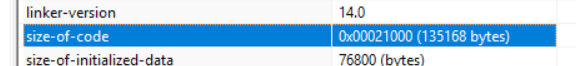 linker-version 14.0
size-of-code 0x00021000 (135168 bytes)
size-of-initialized-data 76800 (bytes)